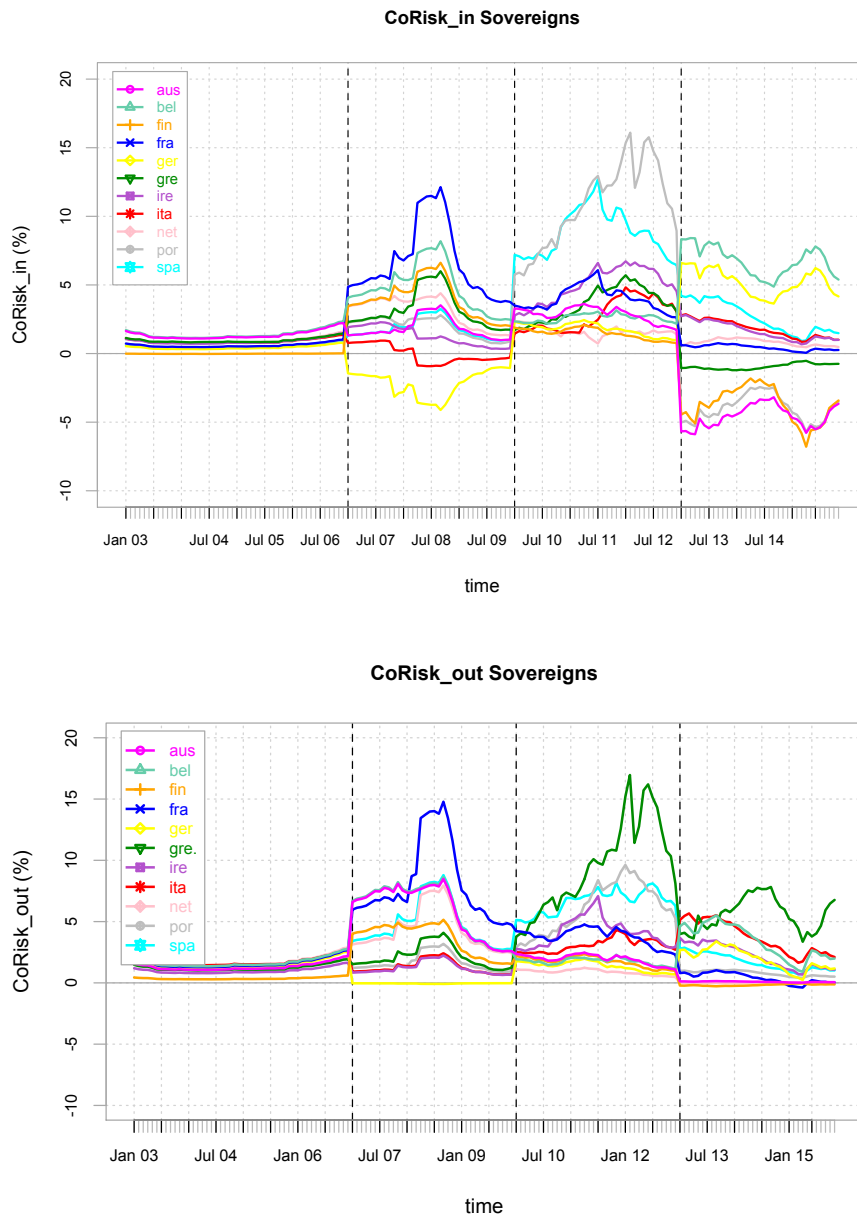 CoRisk_in Sovereigns
CoRisk_in (%)
20
15
10
5
0
-5
-10
aus
bel
fin
fra
ger
gre
ire
ita
net
por
spa
Jan 03 Jul 04 Jul 05 Jul 06 Jul 07 Jul 08 Jul 09 Jul 10 Jul 11 Jul 12 Jul 13 Jul 14
time
CoRisk_out Sovereigns
CoRisk_out (%)
20
15
10
5
0
-5
-10
aus
bel
fin
fra
ger
gre.
ire
ita
net
por
spa
Jan 03 Jul 04 Jan 06 Jul 07 Jan 09 Jul 10 Jan 12 Jul 13 Jan 15
time